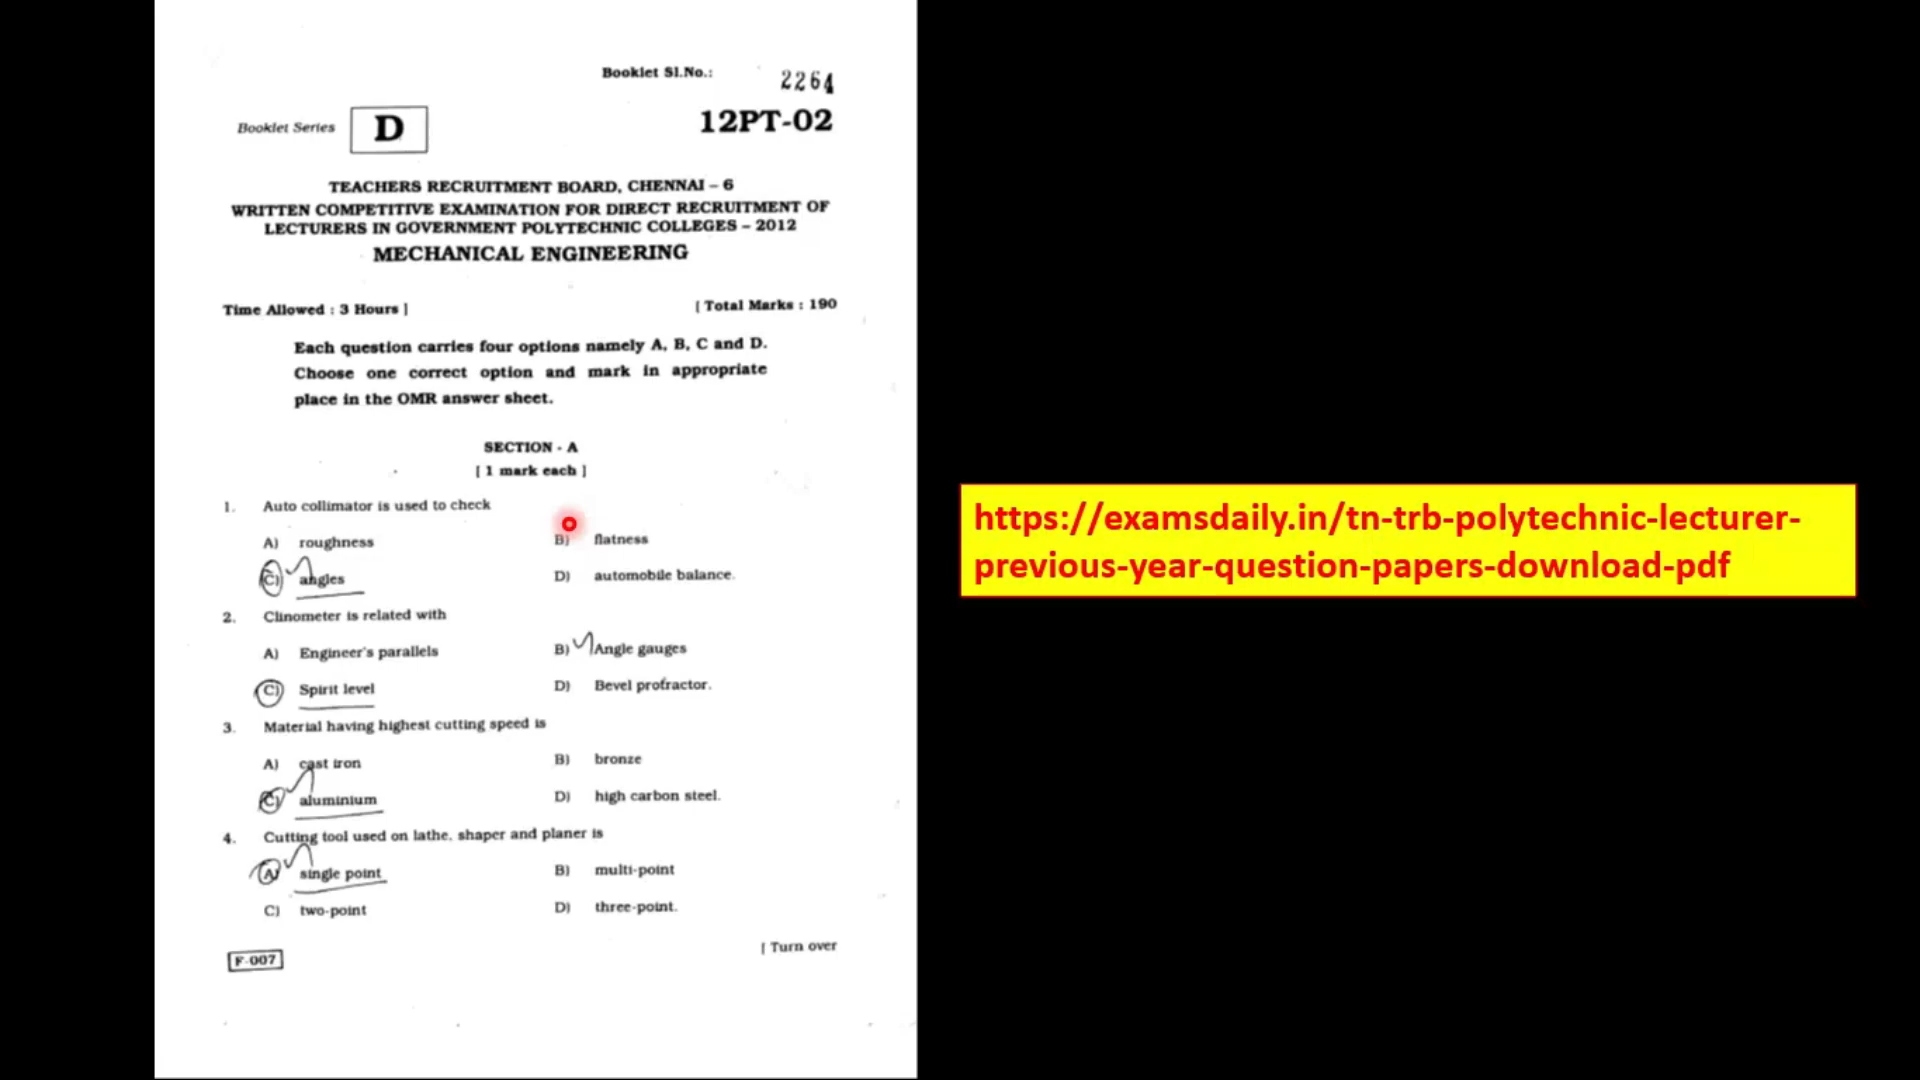 Booklet Sl.No.: 2264
Booklet Series D 12PT-02
TEACHERS RECRUITMENT BOARD, CHENNAI – 6
WRITTEN COMPETITIVE EXAMINATION FOR DIRECT RECRUITMENT OF
LECTURERS IN GOVERNMENT POLYTECHNIC COLLEGES – 2012
MECHANICAL ENGINEERING
Time Allowed : 3 Hours ] [ Total Marks : 190
Each question carries four options namely A, B, C and D.
Choose one correct option and mark in appropriate
place in the OMR answer sheet.
SECTION - A
[ 1 mark each ]
1. Auto collimator is used to check
A) roughness B) flatness
C) angles D) automobile balance.
2. Clinometer is related with
A) Engineer's parallels B) Angle gauges
C) Spirit level D) Bevel protractor.
3. Material having highest cutting speed is
A) cast iron B) bronze
C) aluminium D) high carbon steel.
4. Cutting tool used on lathe, shaper and planer is
A) single point B) multi-point
C) two-point D) three-point.
F-007 [ Turn over
https://examsdaily.in/tn-trb-polytechnic-lecturer-
previous-year-question-papers-download-pdf